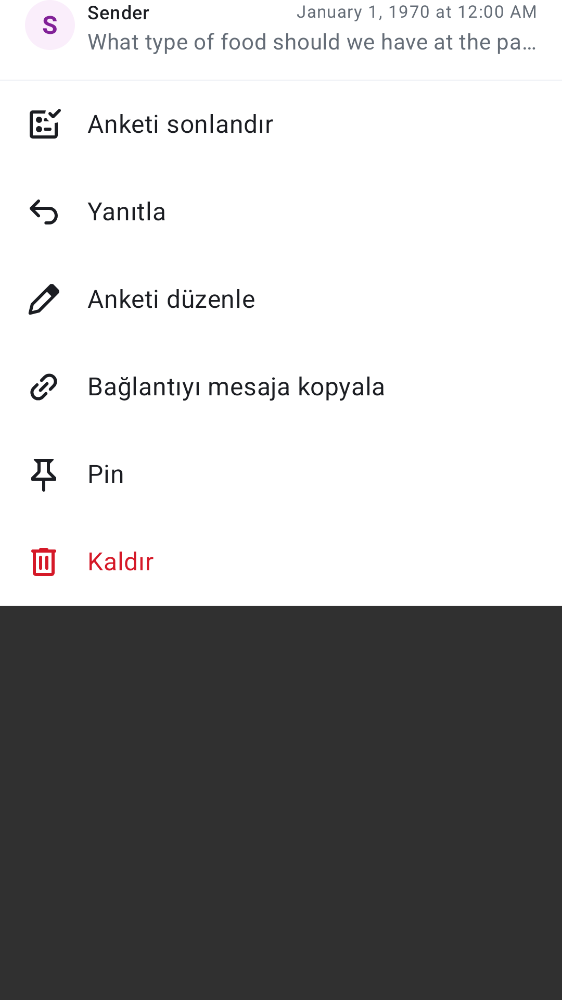 S
Sender
January 1, 1970 at 12:00 AM
What type of food should we have at the pa…
Anketi sonlandır
Yanıtla
Anketi düzenle
Bağlantıyı mesaja kopyala
Pin
Kaldır